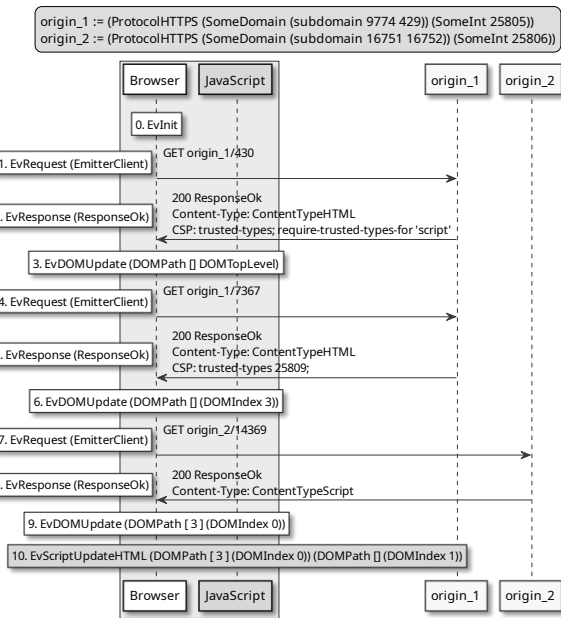 origin_1 := (ProtocolHTTPS (SomeDomain (subdomain 9774 429)) (SomeInt 25805))
origin_2 := (ProtocolHTTPS (SomeDomain (subdomain 16751 16752)) (SomeInt 25806))
Browser
JavaScript
origin_1
origin_2
0. EvInit
1. EvRequest (EmitterClient)
GET origin_1/430
200 ResponseOk
Content-Type: ContentTypeHTML
CSP: trusted-types; require-trusted-types-for 'script'
. EvResponse (ResponseOk)
3. EvDOMUpdate (DOMPath [] DOMTopLevel)
4. EvRequest (EmitterClient)
GET origin_1/7367
200 ResponseOk
Content-Type: ContentTypeHTML
CSP: trusted-types 25809;
. EvResponse (ResponseOk)
6. EvDOMUpdate (DOMPath [] (DOMIndex 3))
7. EvRequest (EmitterClient)
GET origin_2/14369
200 ResponseOk
Content-Type: ContentTypeScript
. EvResponse (ResponseOk)
9. EvDOMUpdate (DOMPath [ 3 ] (DOMIndex 0))
10. EvScriptUpdateHTML (DOMPath [ 3 ] (DOMIndex 0)) (DOMPath [] (DOMIndex 1))
Browser
JavaScript
origin_1
origin_2